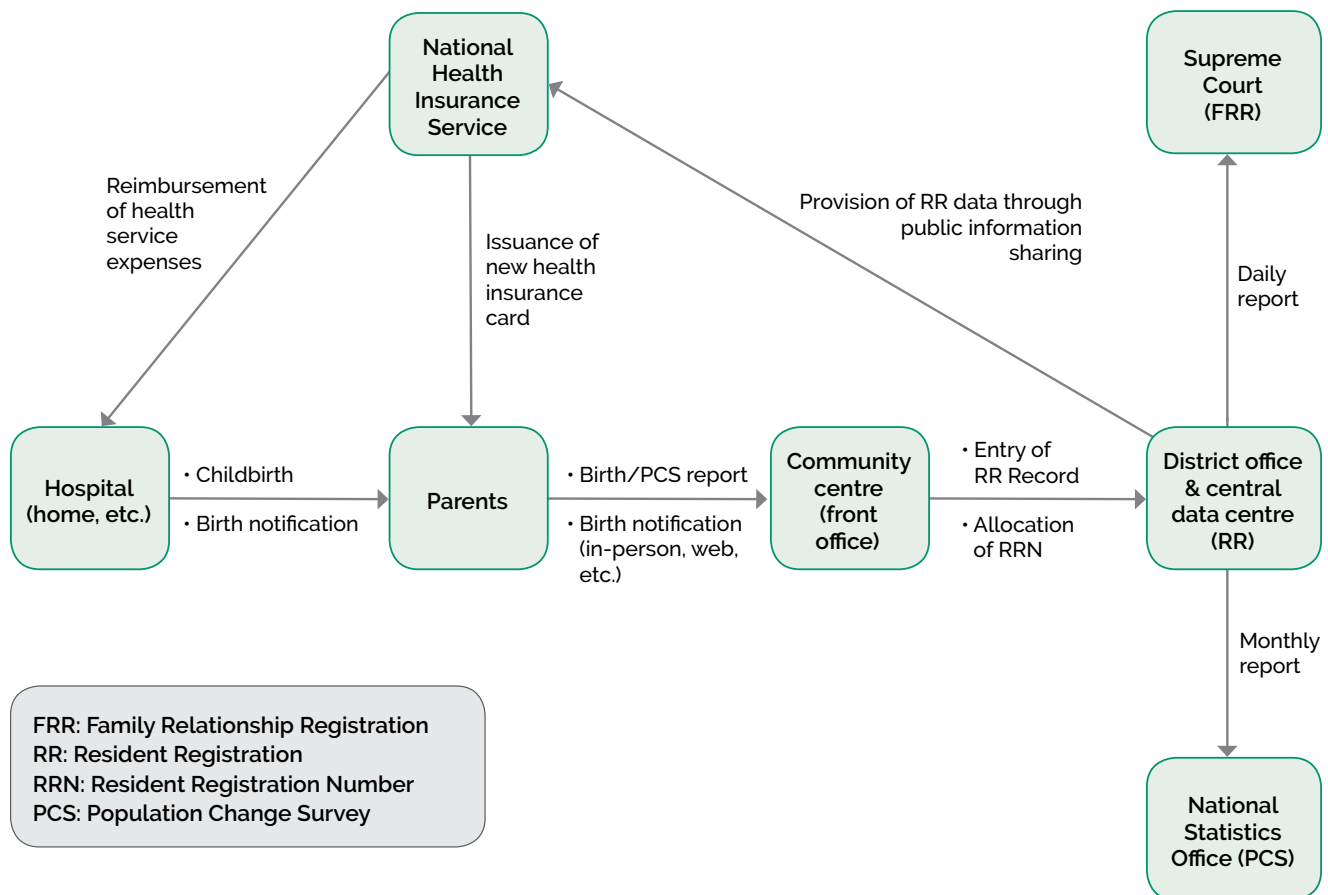 National
Health
Insurance
Service
Supreme
Court
(FRR)
Reimbursement
of health
service
expenses
Issuance of
new health
insurance
card
Provision of RR data through
public information
sharing
Daily
report
Hospital
(home, etc.)
• Childbirth
• Birth notification
Parents
• Birth/PCS report
• Birth notification
(in-person, web,
etc.)
Community
centre
(front
office)
• Entry of
RR Record
• Allocation
of RRN
District office
& central
data centre
(RR)
Monthly
report
FRR: Family Relationship Registration
RR: Resident Registration
RRN: Resident Registration Number
PCS: Population Change Survey
National
Statistics
Office (PCS)